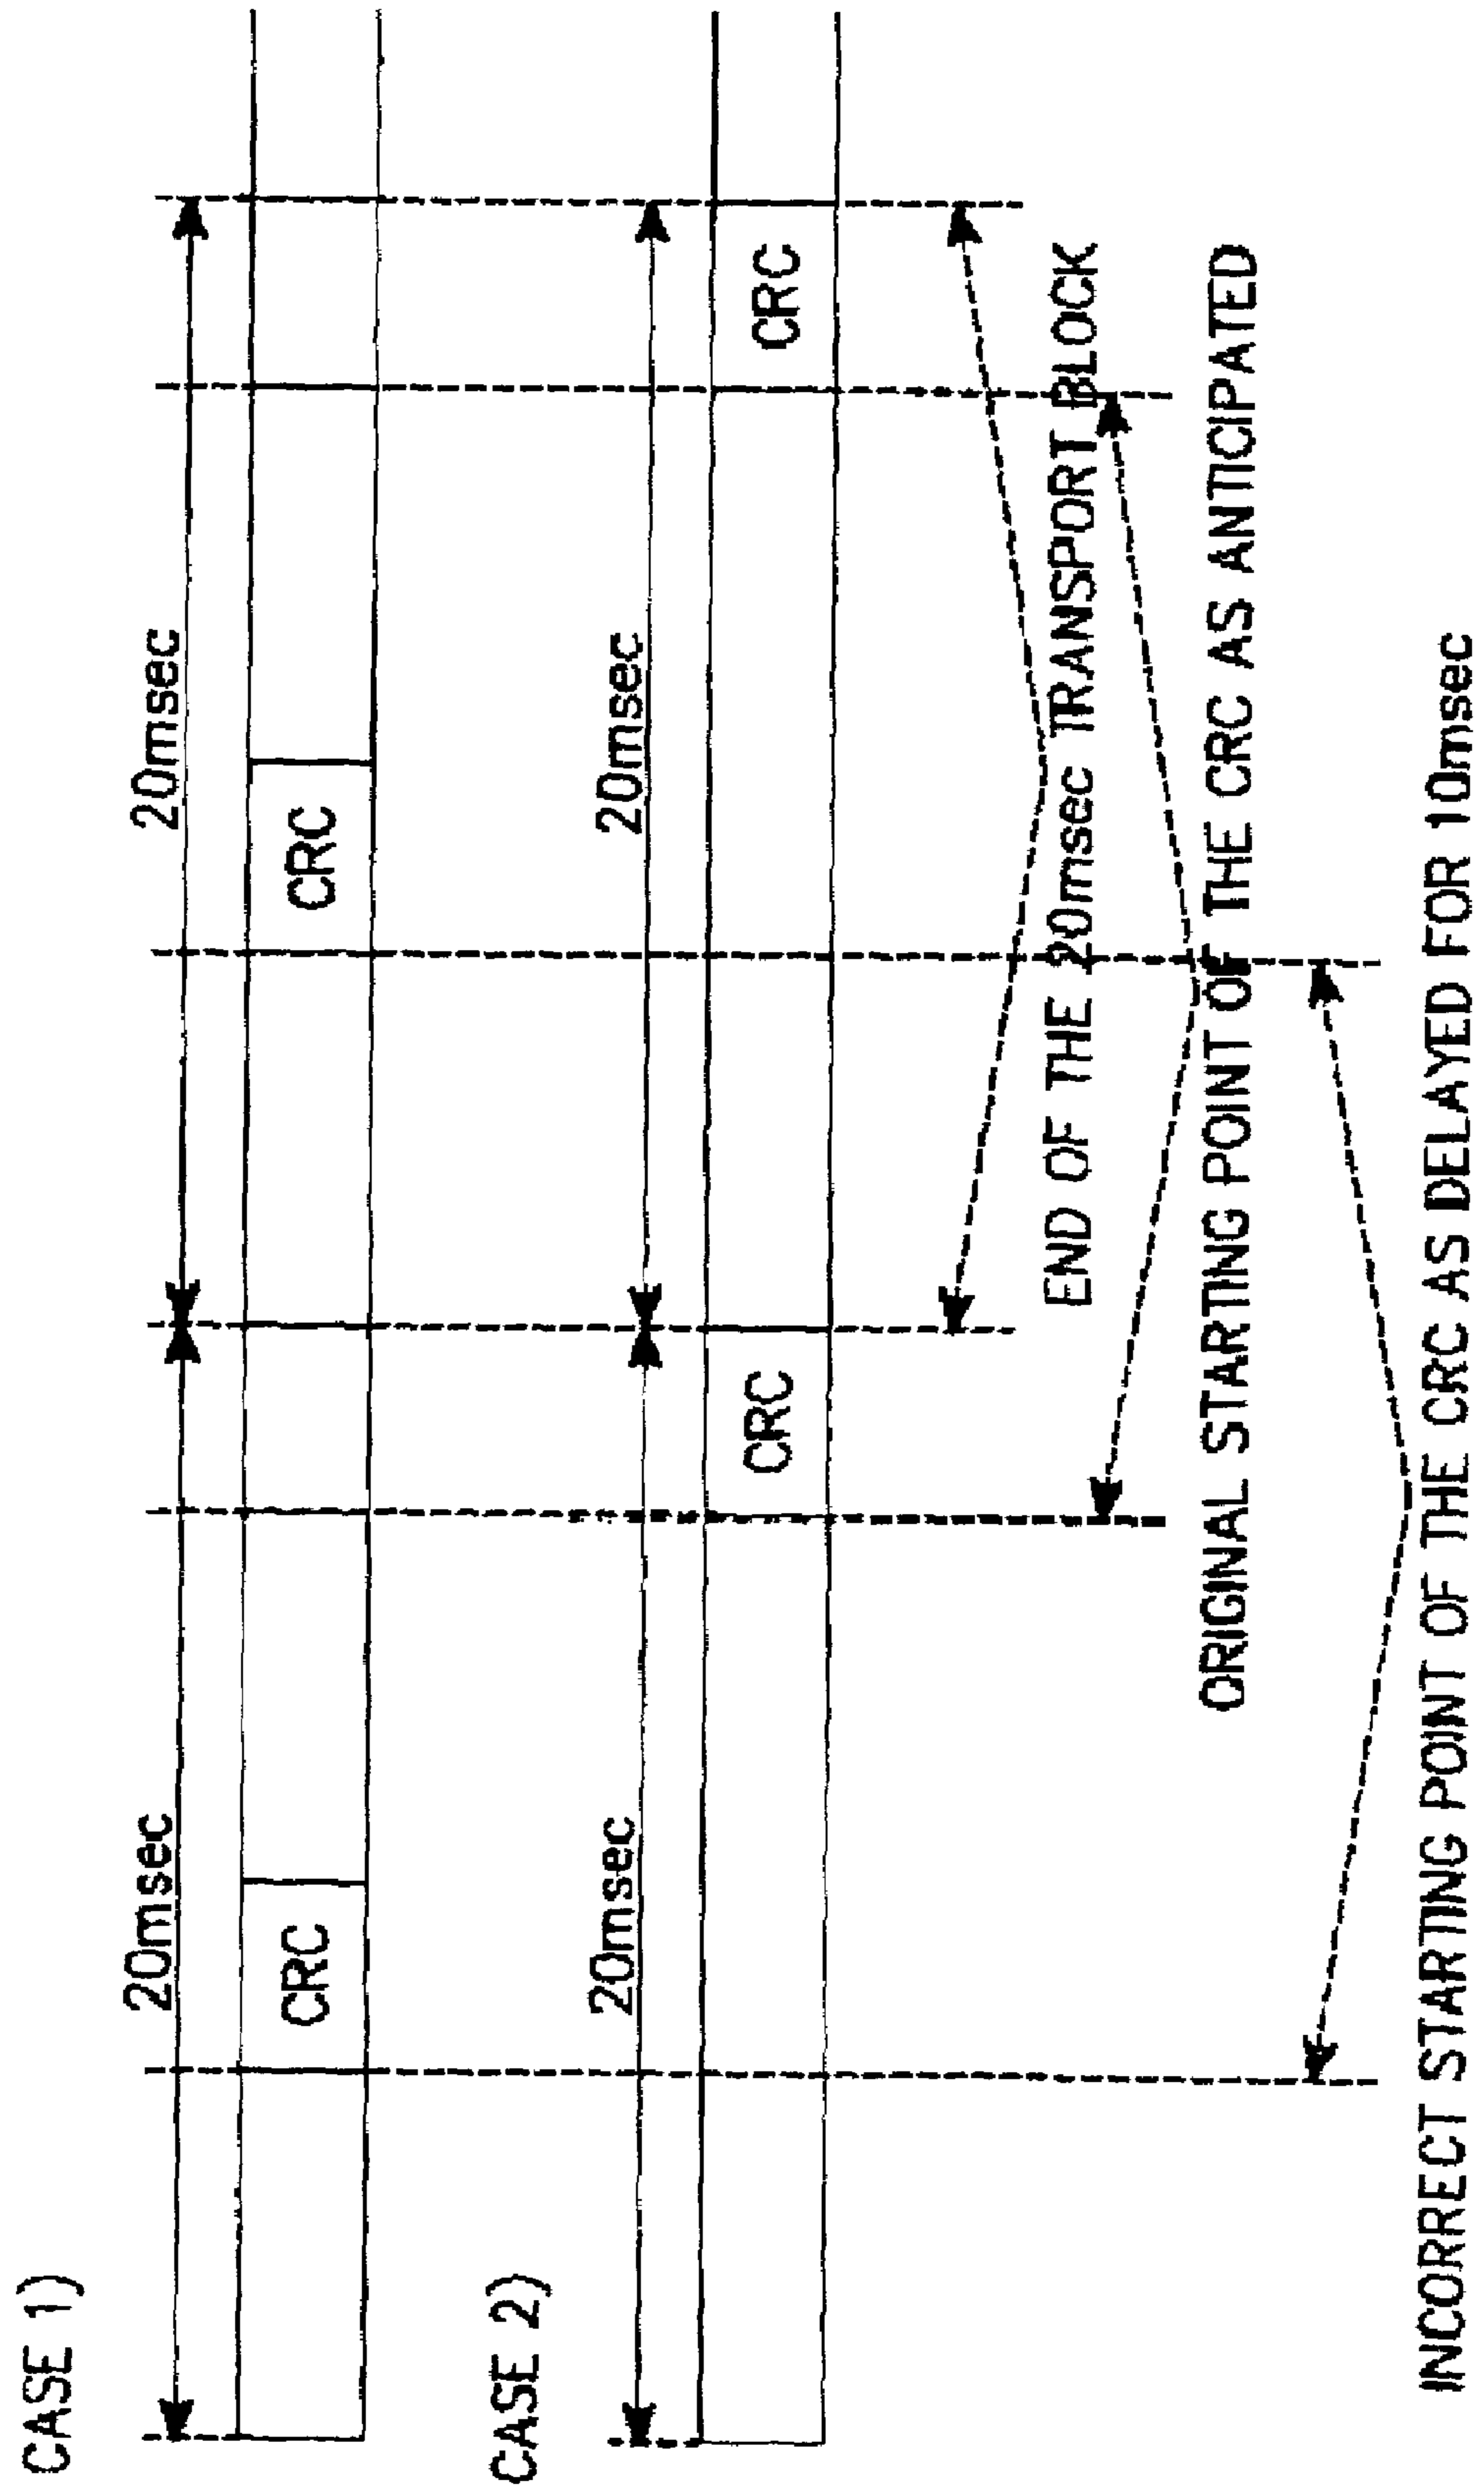 CASE 1)
20msec
20msec
CRC
CRC
CASE 2)
20msec
20msec
CRC
CRC
END OF THE 20msec TRANSPORT BLOCK
ORIGINAL STARTING POINT OF THE CRC AS ANTICIPATED
INCORRECT STARTING POINT OF THE CRC AS DELAYED FOR 10msec